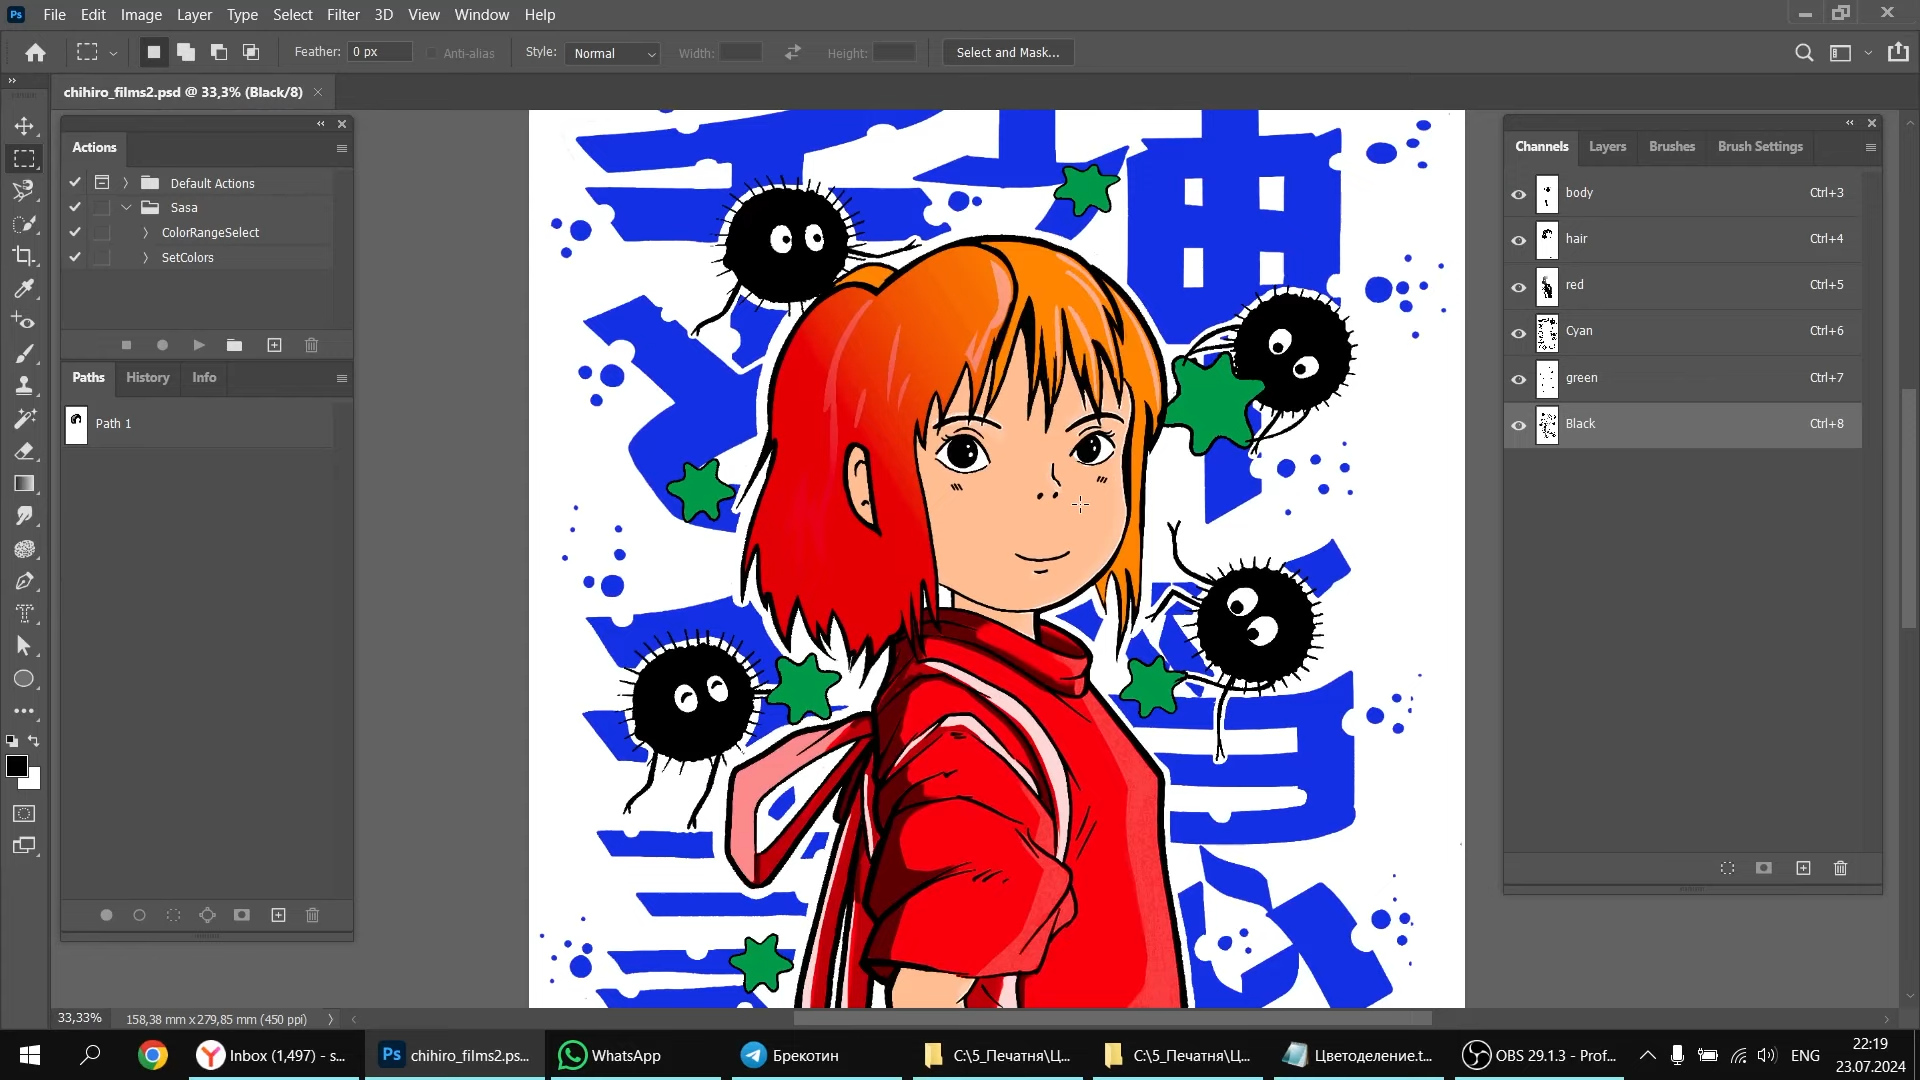 Ps File Edit Image Layer Type Select Filter 3D View Window Help
Feather: 0 px Anti-alias Style: Normal Width: Height: Select and Mask...
chihiro_films2.psd @ 33,3% (Black/8)
Actions
Default Actions
Sasa
ColorRangeSelect
SetColors
Paths History Info
Path 1
Channels Layers Brushes Brush Settings
body Ctrl+3
hair Ctrl+4
red Ctrl+5
Cyan Ctrl+6
green Ctrl+7
Black Ctrl+8
33,33% 158,38 mm x 279,85 mm (450 ppi)
Inbox (1,497) - s...
Ps chihiro_films2.ps...
WhatsApp
Брекотин
C:\5_Печатня\Ц...
C:\5_Печатня\Ц...
Цветоделение.t...
OBS 29.1.3 - Prof...
ENG
22:19
23.07.2024